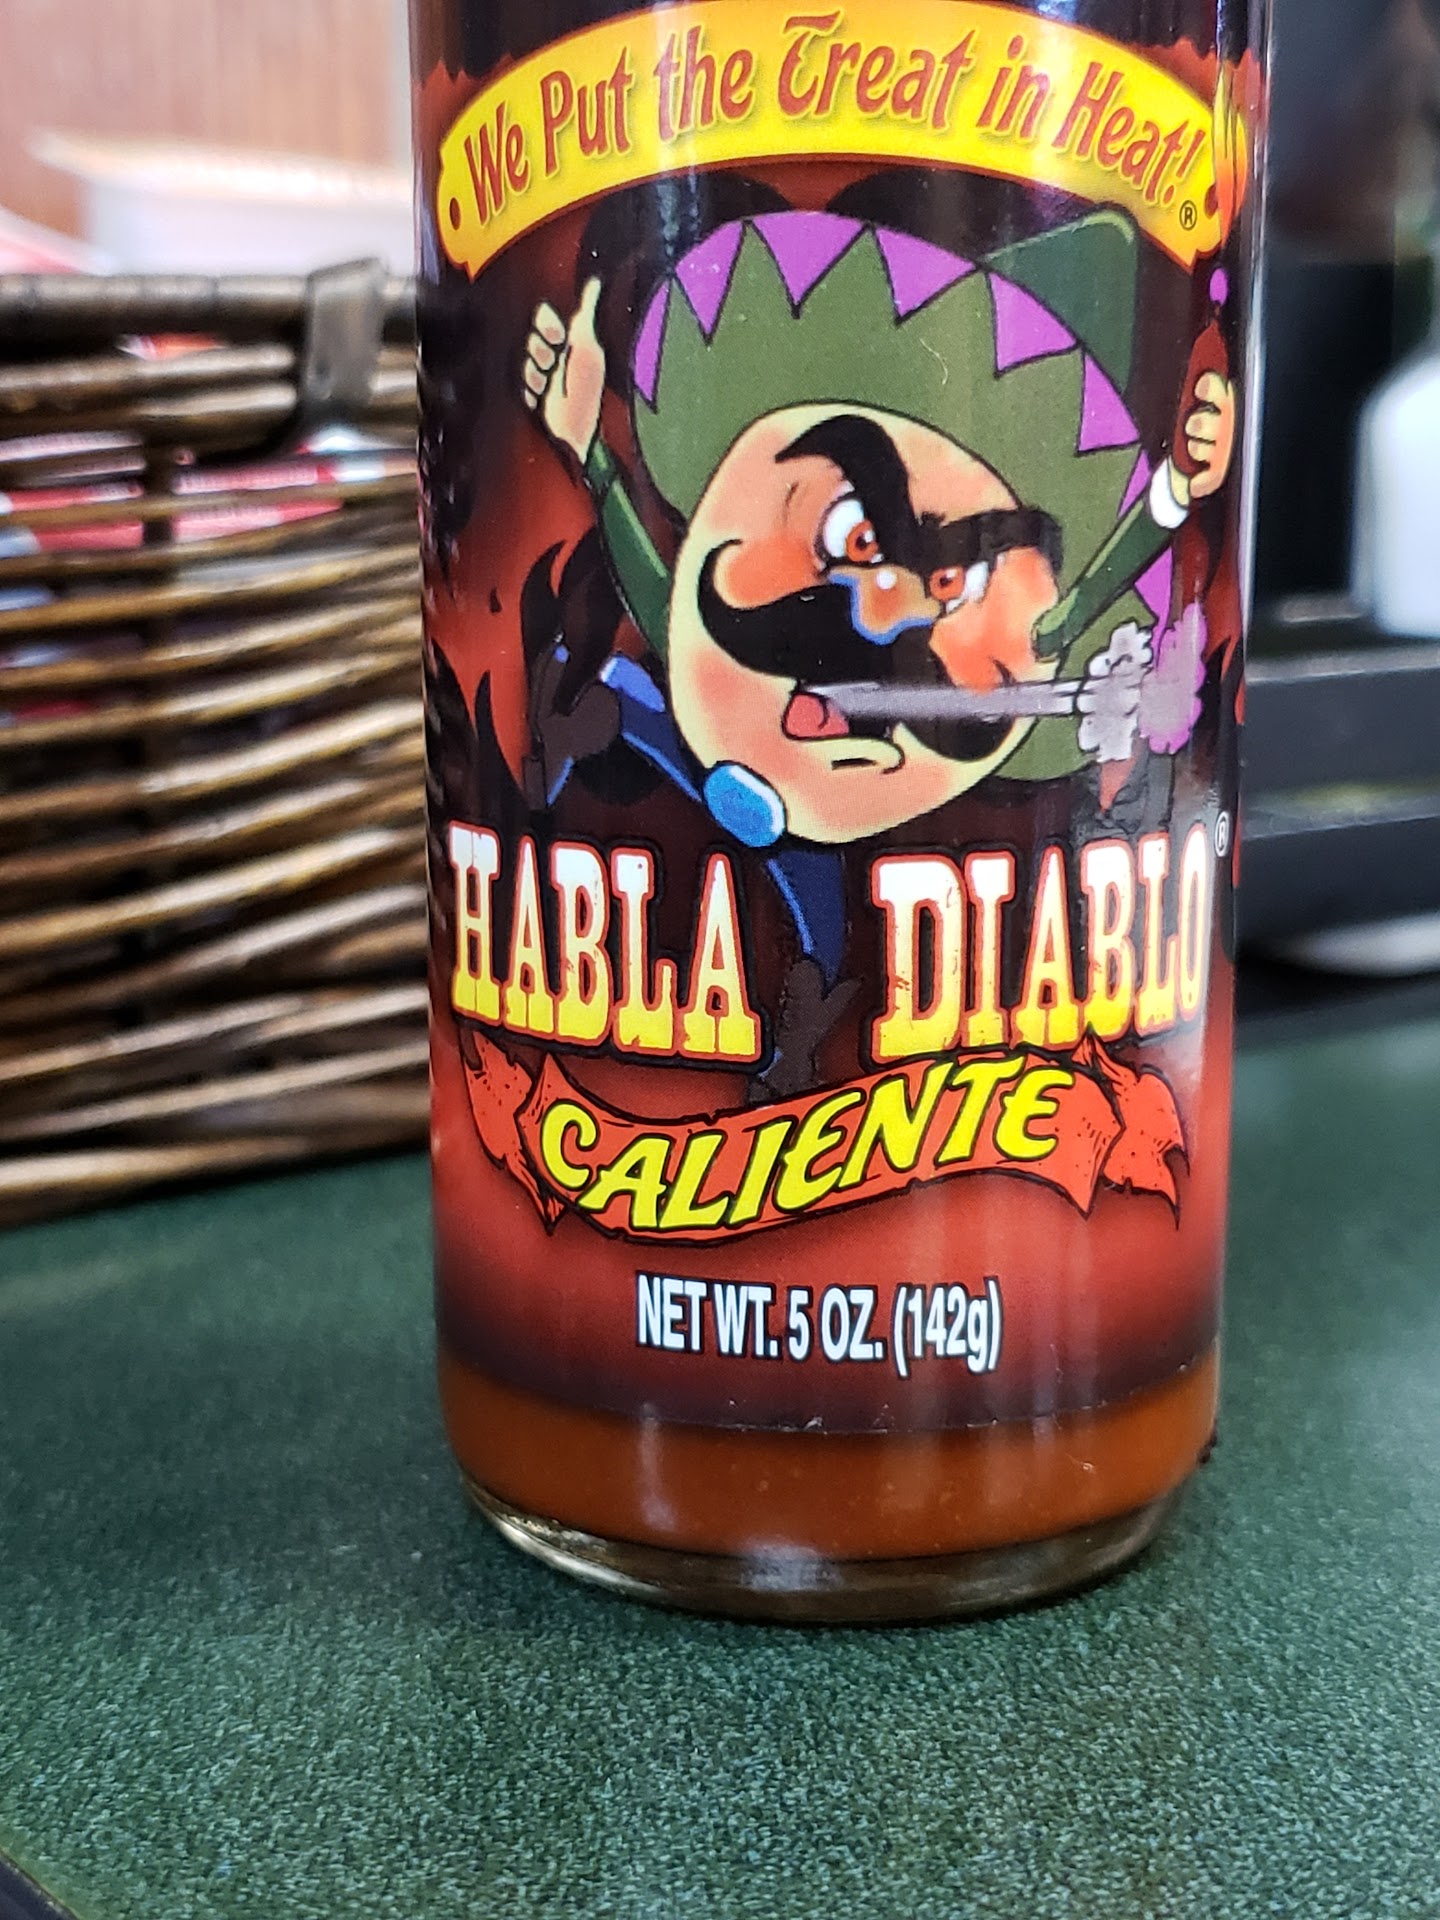 We Put the Treat in Heat!®
HABLA DIABLO®
CALIENTE
NET WT. 5 OZ. (142g)